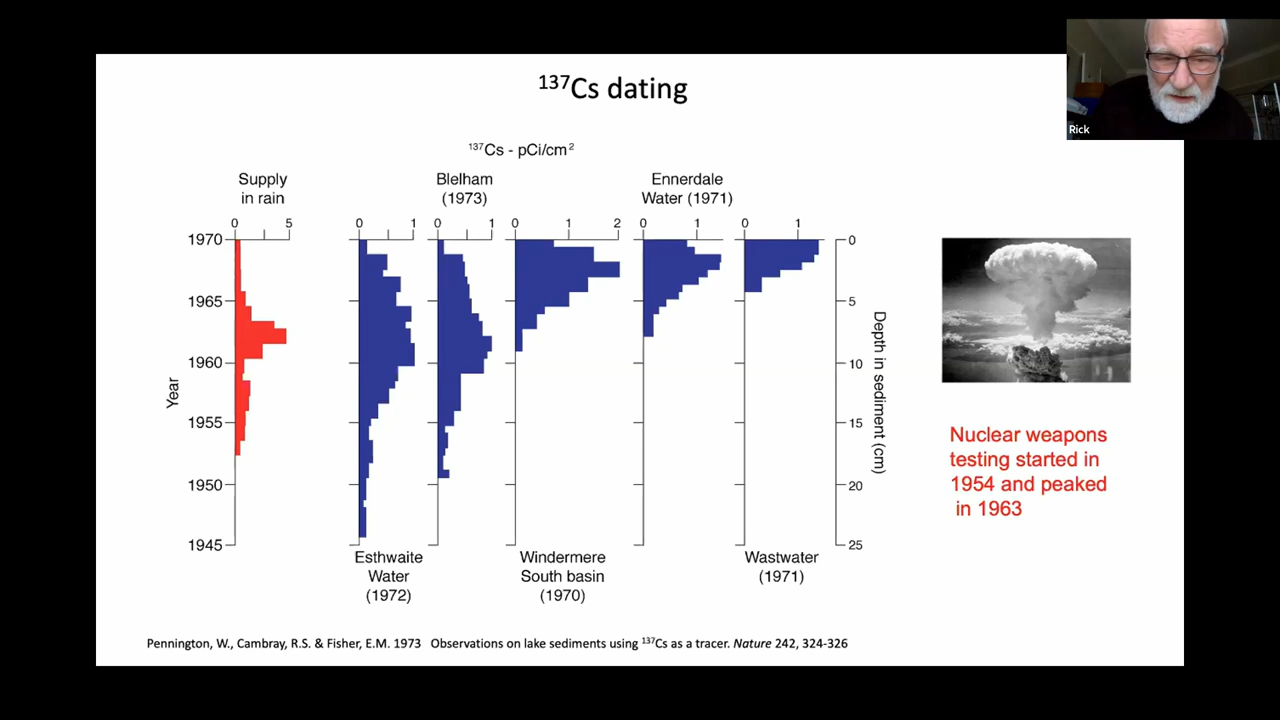 ¹³⁷Cs dating
Rick
¹³⁷Cs - pCi/cm²
Supply
in rain
Blelham
(1973)
Ennerdale
Water (1971)
0 5
0 1
0 1
0 1 2
0 1
0 1
1970
1965
1960
1955
1950
1945
Year
0
5
10
15
20
25
Depth in sediment (cm)
Esthwaite
Water
(1972)
Windermere
South basin
(1970)
Wastwater
(1971)
Nuclear weapons
testing started in
1954 and peaked
in 1963
Pennington, W., Cambray, R.S. & Fisher, E.M. 1973 Observations on lake sediments using ¹³⁷Cs as a tracer. Nature 242, 324-326